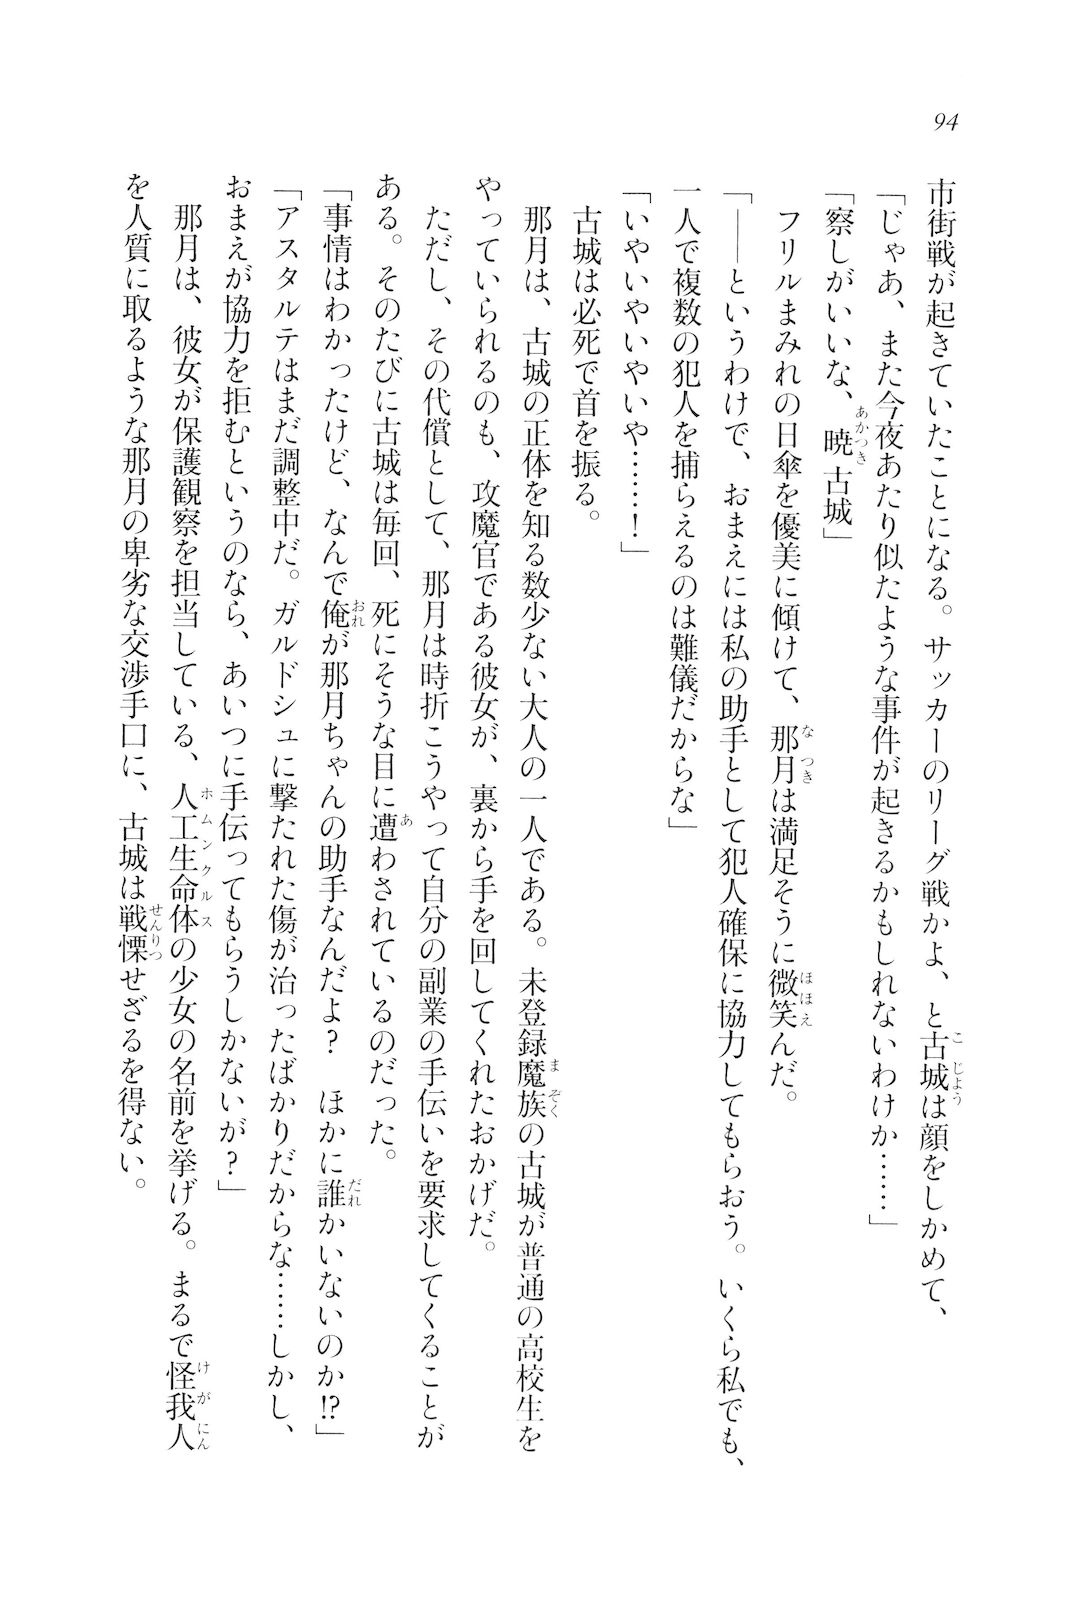 94
市街戦が起きていたことになる。サッカーのリーグ戦かよ、と古城は顔をしかめて、
「じゃあ、また今夜あたり似たような事件が起きるかもしれないわけか……」
「察しがいいな、暁古城」
　フリルまみれの日傘を優美に傾けて、那月は満足そうに微笑んだ。
「――というわけで、おまえには私の助手として犯人確保に協力してもらおう。いくら私でも、
一人で複数の犯人を捕らえるのは難儀だからな」
「いやいやいやいや……！」
　古城は必死で首を振る。
　那月は、古城の正体を知る数少ない大人の一人である。未登録魔族の古城が普通の高校生を
やっていられるのも、攻魔官である彼女が、裏から手を回してくれたおかげだ。
　ただし、その代償として、那月は時折こうやって自分の副業の手伝いを要求してくることが
ある。そのたびに古城は毎回、死にそうな目に遭わされているのだった。
「事情はわかったけど、なんで俺が那月ちゃんの助手なんだよ？　ほかに誰かいないのか!?」
「アスタルテはまだ調整中だ。ガルドシュに撃たれた傷が治ったばかりだからな……しかし、
おまえが協力を拒むというのなら、あいつに手伝ってもらうしかないが？」
　那月は、彼女が保護観察を担当している、人工生命体の少女の名前を挙げる。まるで怪我人
を人質に取るような那月の卑劣な交渉手口に、古城は戦慄せざるを得ない。